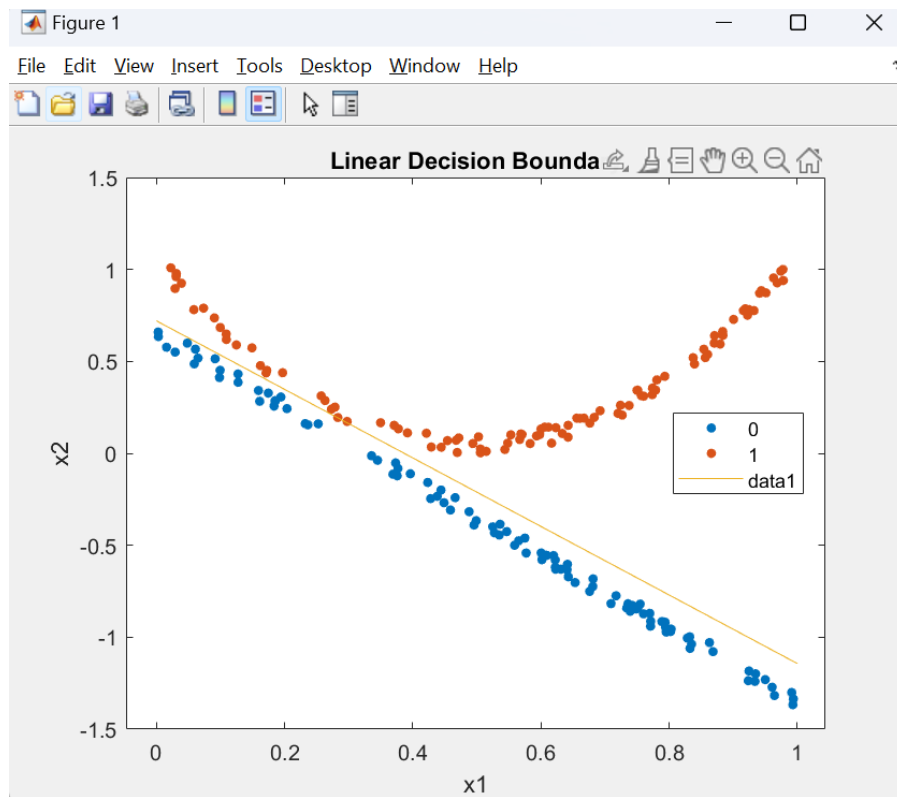 Figure 1
File Edit View Insert Tools Desktop Window Help
Linear Decision Bounda
1.5
1
0.5
0
-0.5
-1
-1.5
x2
0
1
data1
0 0.2 0.4 0.6 0.8 1
x1